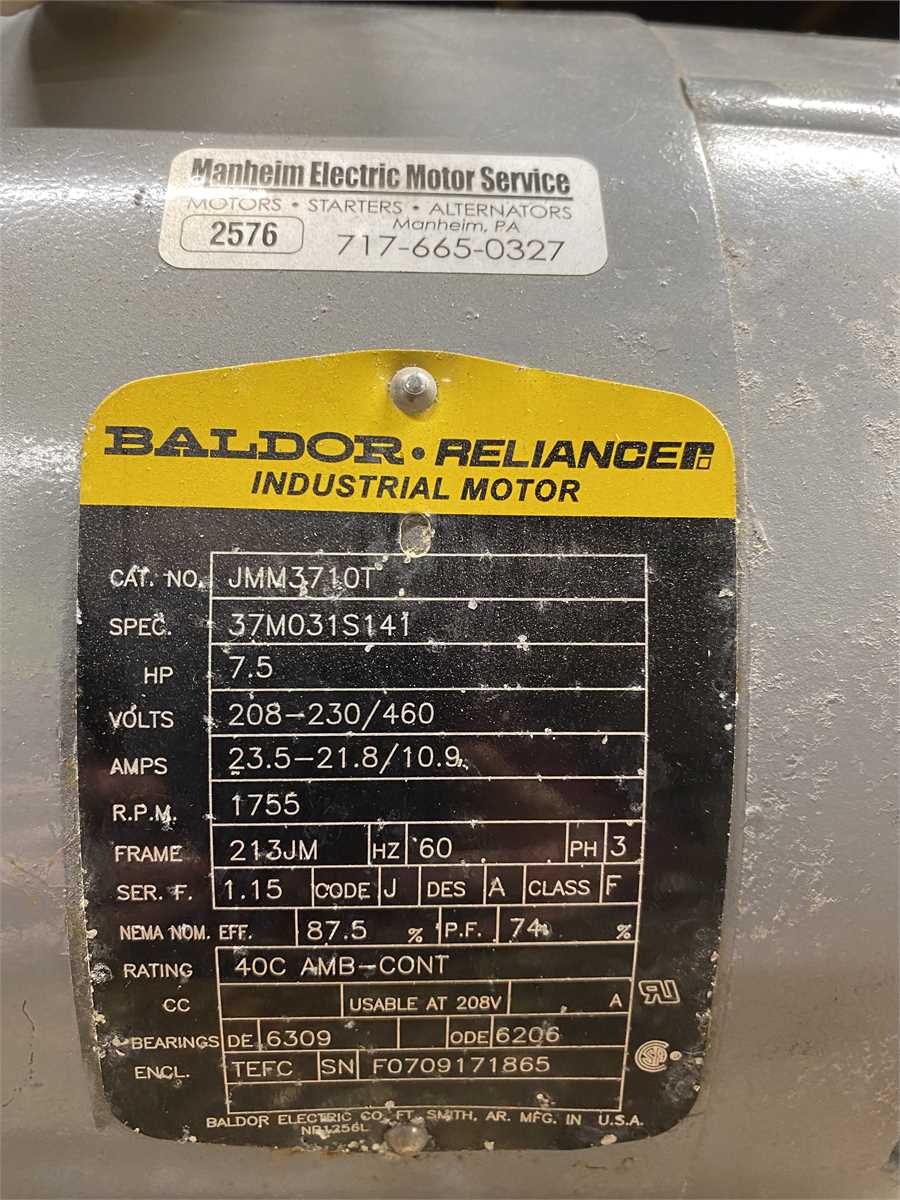 Manheim Electric Motor Service
MOTORS • STARTERS • ALTERNATORS
Manheim, PA
2576
717-665-0327
BALDOR • RELIANCE
INDUSTRIAL MOTOR
CAT. NO. JMM3710T
SPEC. 37M031S141
HP 7.5
VOLTS 208-230/460
AMPS 23.5-21.8/10.9
R.P.M. 1755
FRAME 213JM HZ 60 PH 3
SER. F. 1.15 CODE J DES A CLASS F
NEMA NOM. EFF. 87.5 % P.F. 74 %
RATING 40C AMB-CONT
CC USABLE AT 208V A
BEARINGS DE 6309 ODE 6206
ENCL. TEFC SN F0709171865
BALDOR ELECTRIC CO. FT. SMITH, AR. MFG. IN U.S.A.
NP1256L